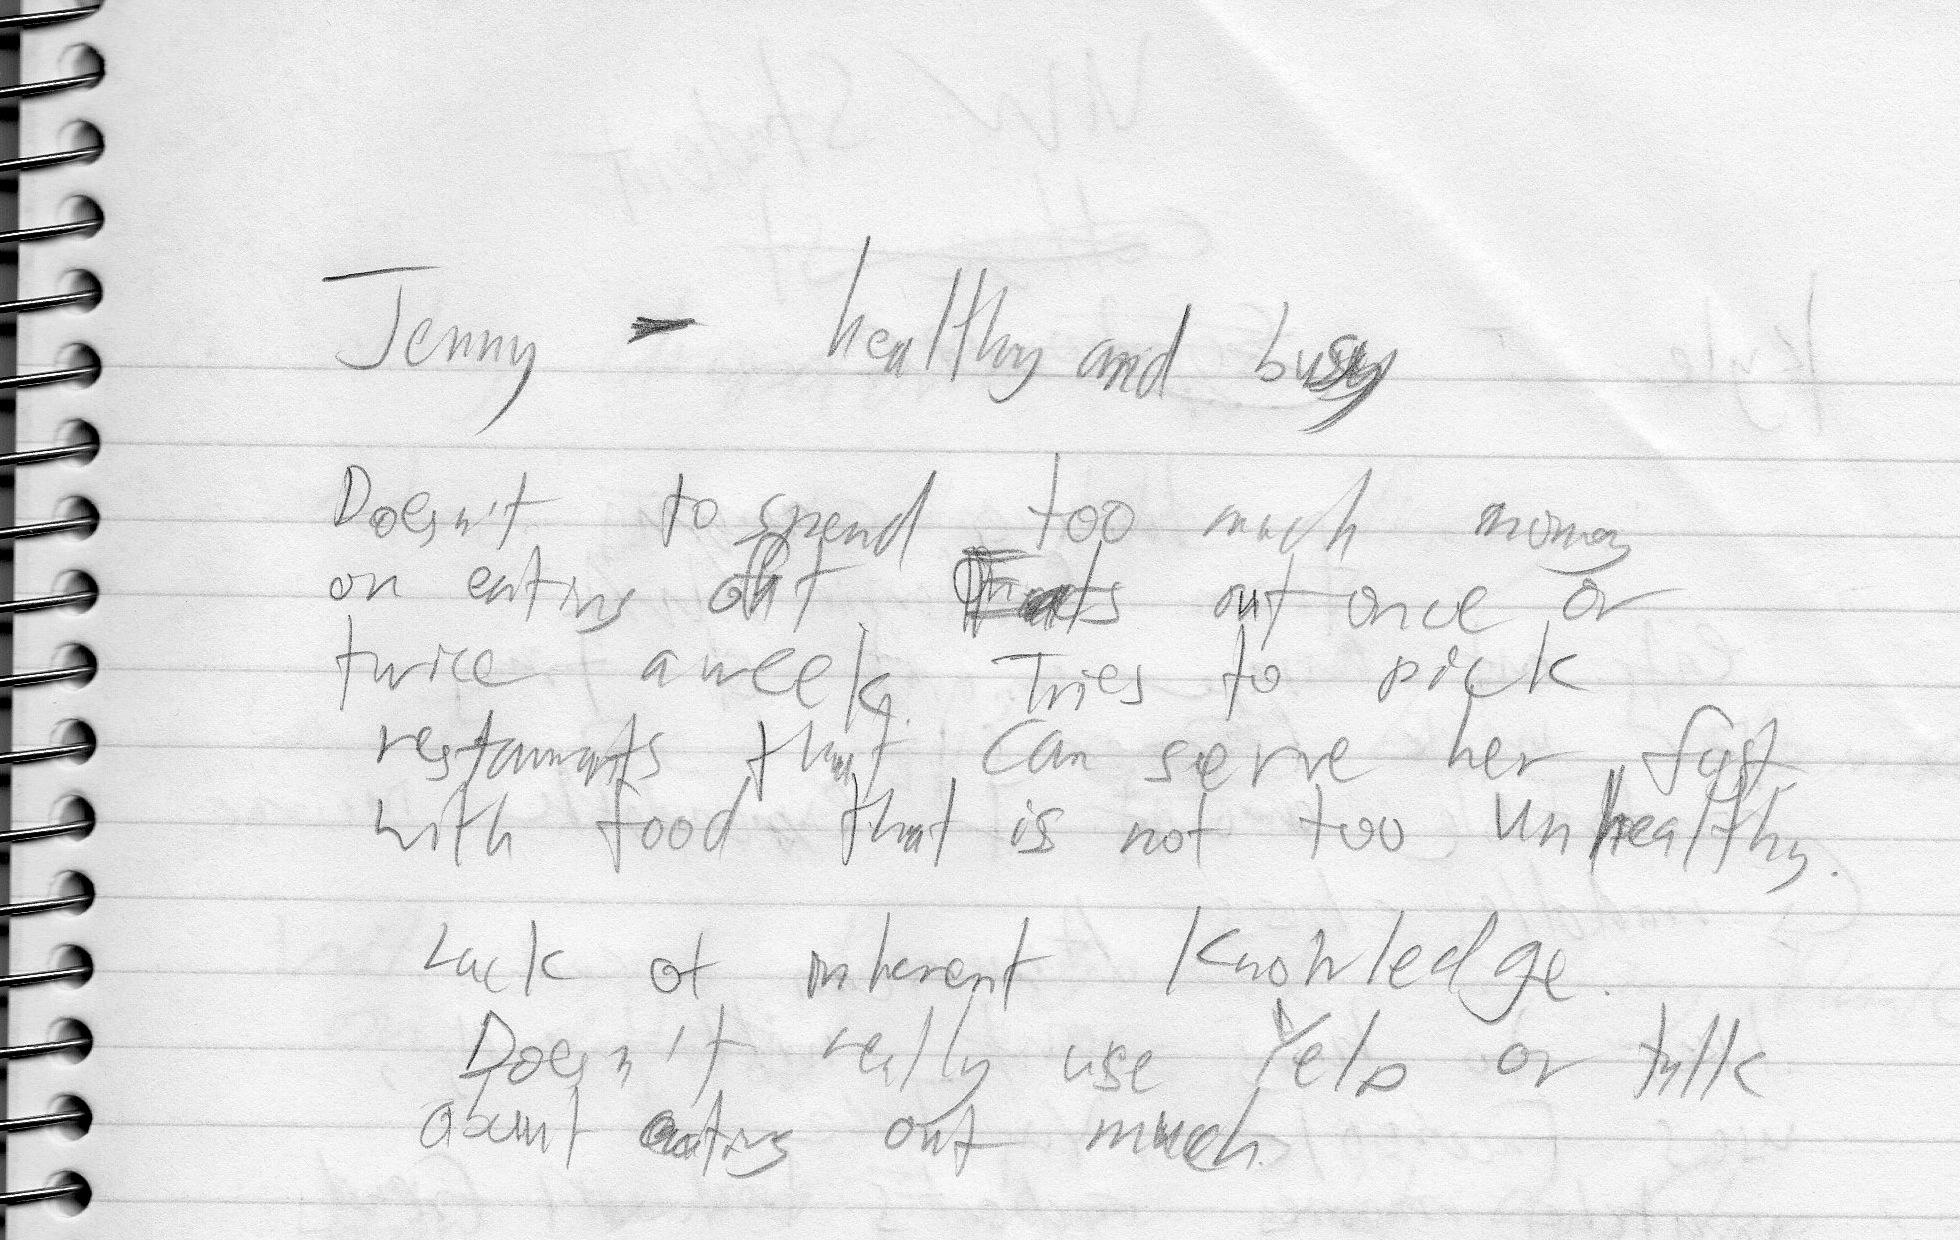 Jenny - healthy and busy
Doesn't to spend too much money
on eating out Eats out once or
twice a week. Tries to pick
restaurants that can serve her fast
with food that is not too unhealthy.
Lack of inherent knowledge.
Doesn't really use Yelp or talk
about eating out much.